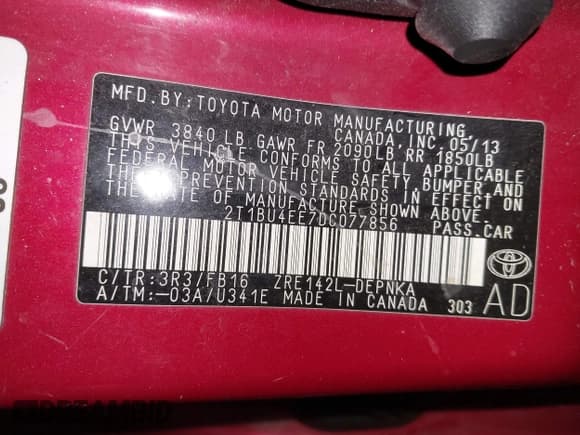 MFD. BY: TOYOTA MOTOR MANUFACTURING,
CANADA, INC. 05/13
GVWR 3840 LB GAWR FR 2090 LB RR 1850LB
THIS VEHICLE CONFORMS TO ALL APPLICABLE
FEDERAL MOTOR VEHICLE SAFETY, BUMPER AND
THEFT PREVENTION STANDARDS IN EFFECT ON
THE DATE OF MANUFACTURE SHOWN ABOVE.
2T1BU4EE7DC077856 PASS. CAR
C/TR: 3R3/FB16 ZRE142L-DEPNKA
A/TM: -03A/U341E MADE IN CANADA 303
AD